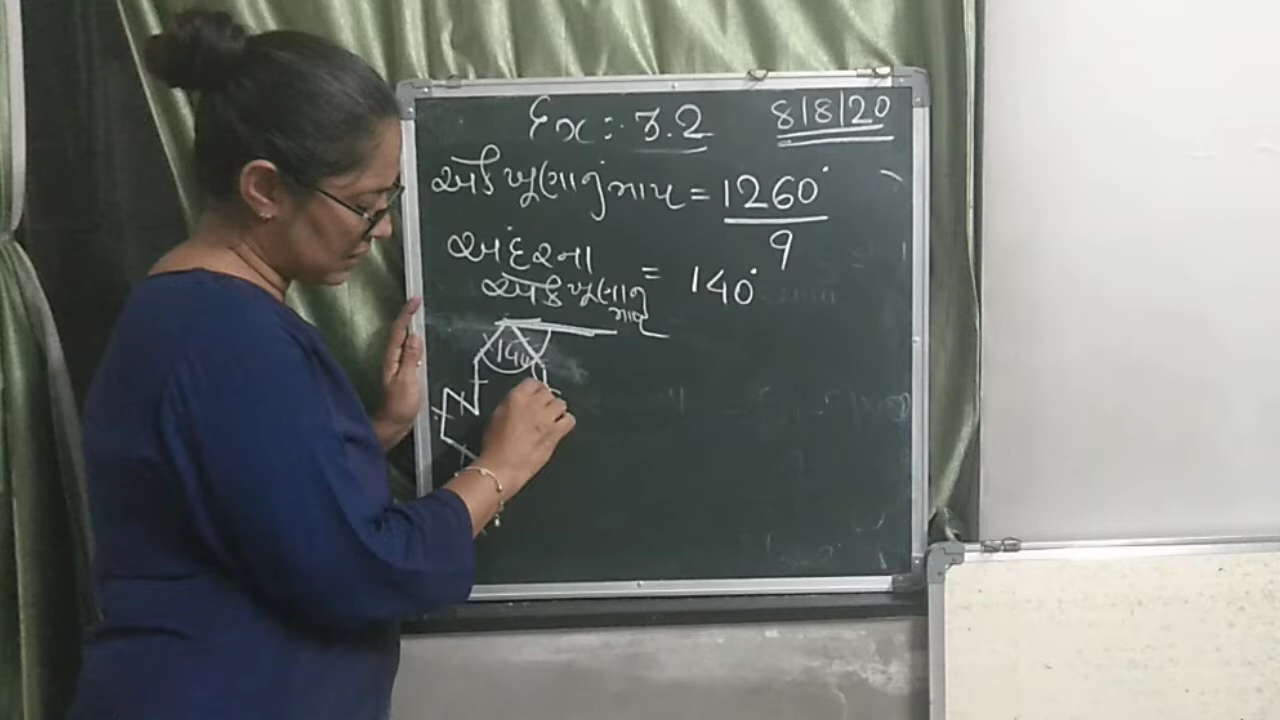 Ex : 3.2 8/8/20
એક ખૂણાનું માપ = 1260°
9
અંદરના
એક ખૂણાનું = 140°
માપ
140